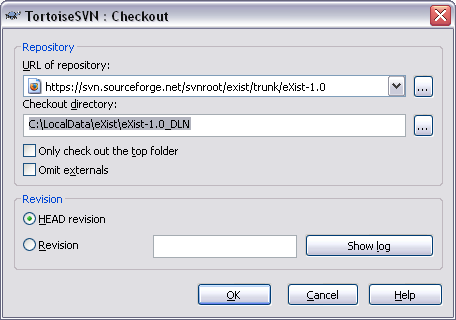 TortoiseSVN : Checkout
Repository
URL of repository:
https://svn.sourceforge.net/svnroot/exist/trunk/eXist-1.0
...
Checkout directory:
C:\LocalData\eXist\eXist-1.0_DLN
...
Only check out the top folder
Omit externals
Revision
HEAD revision
Revision
Show log
OK Cancel Help